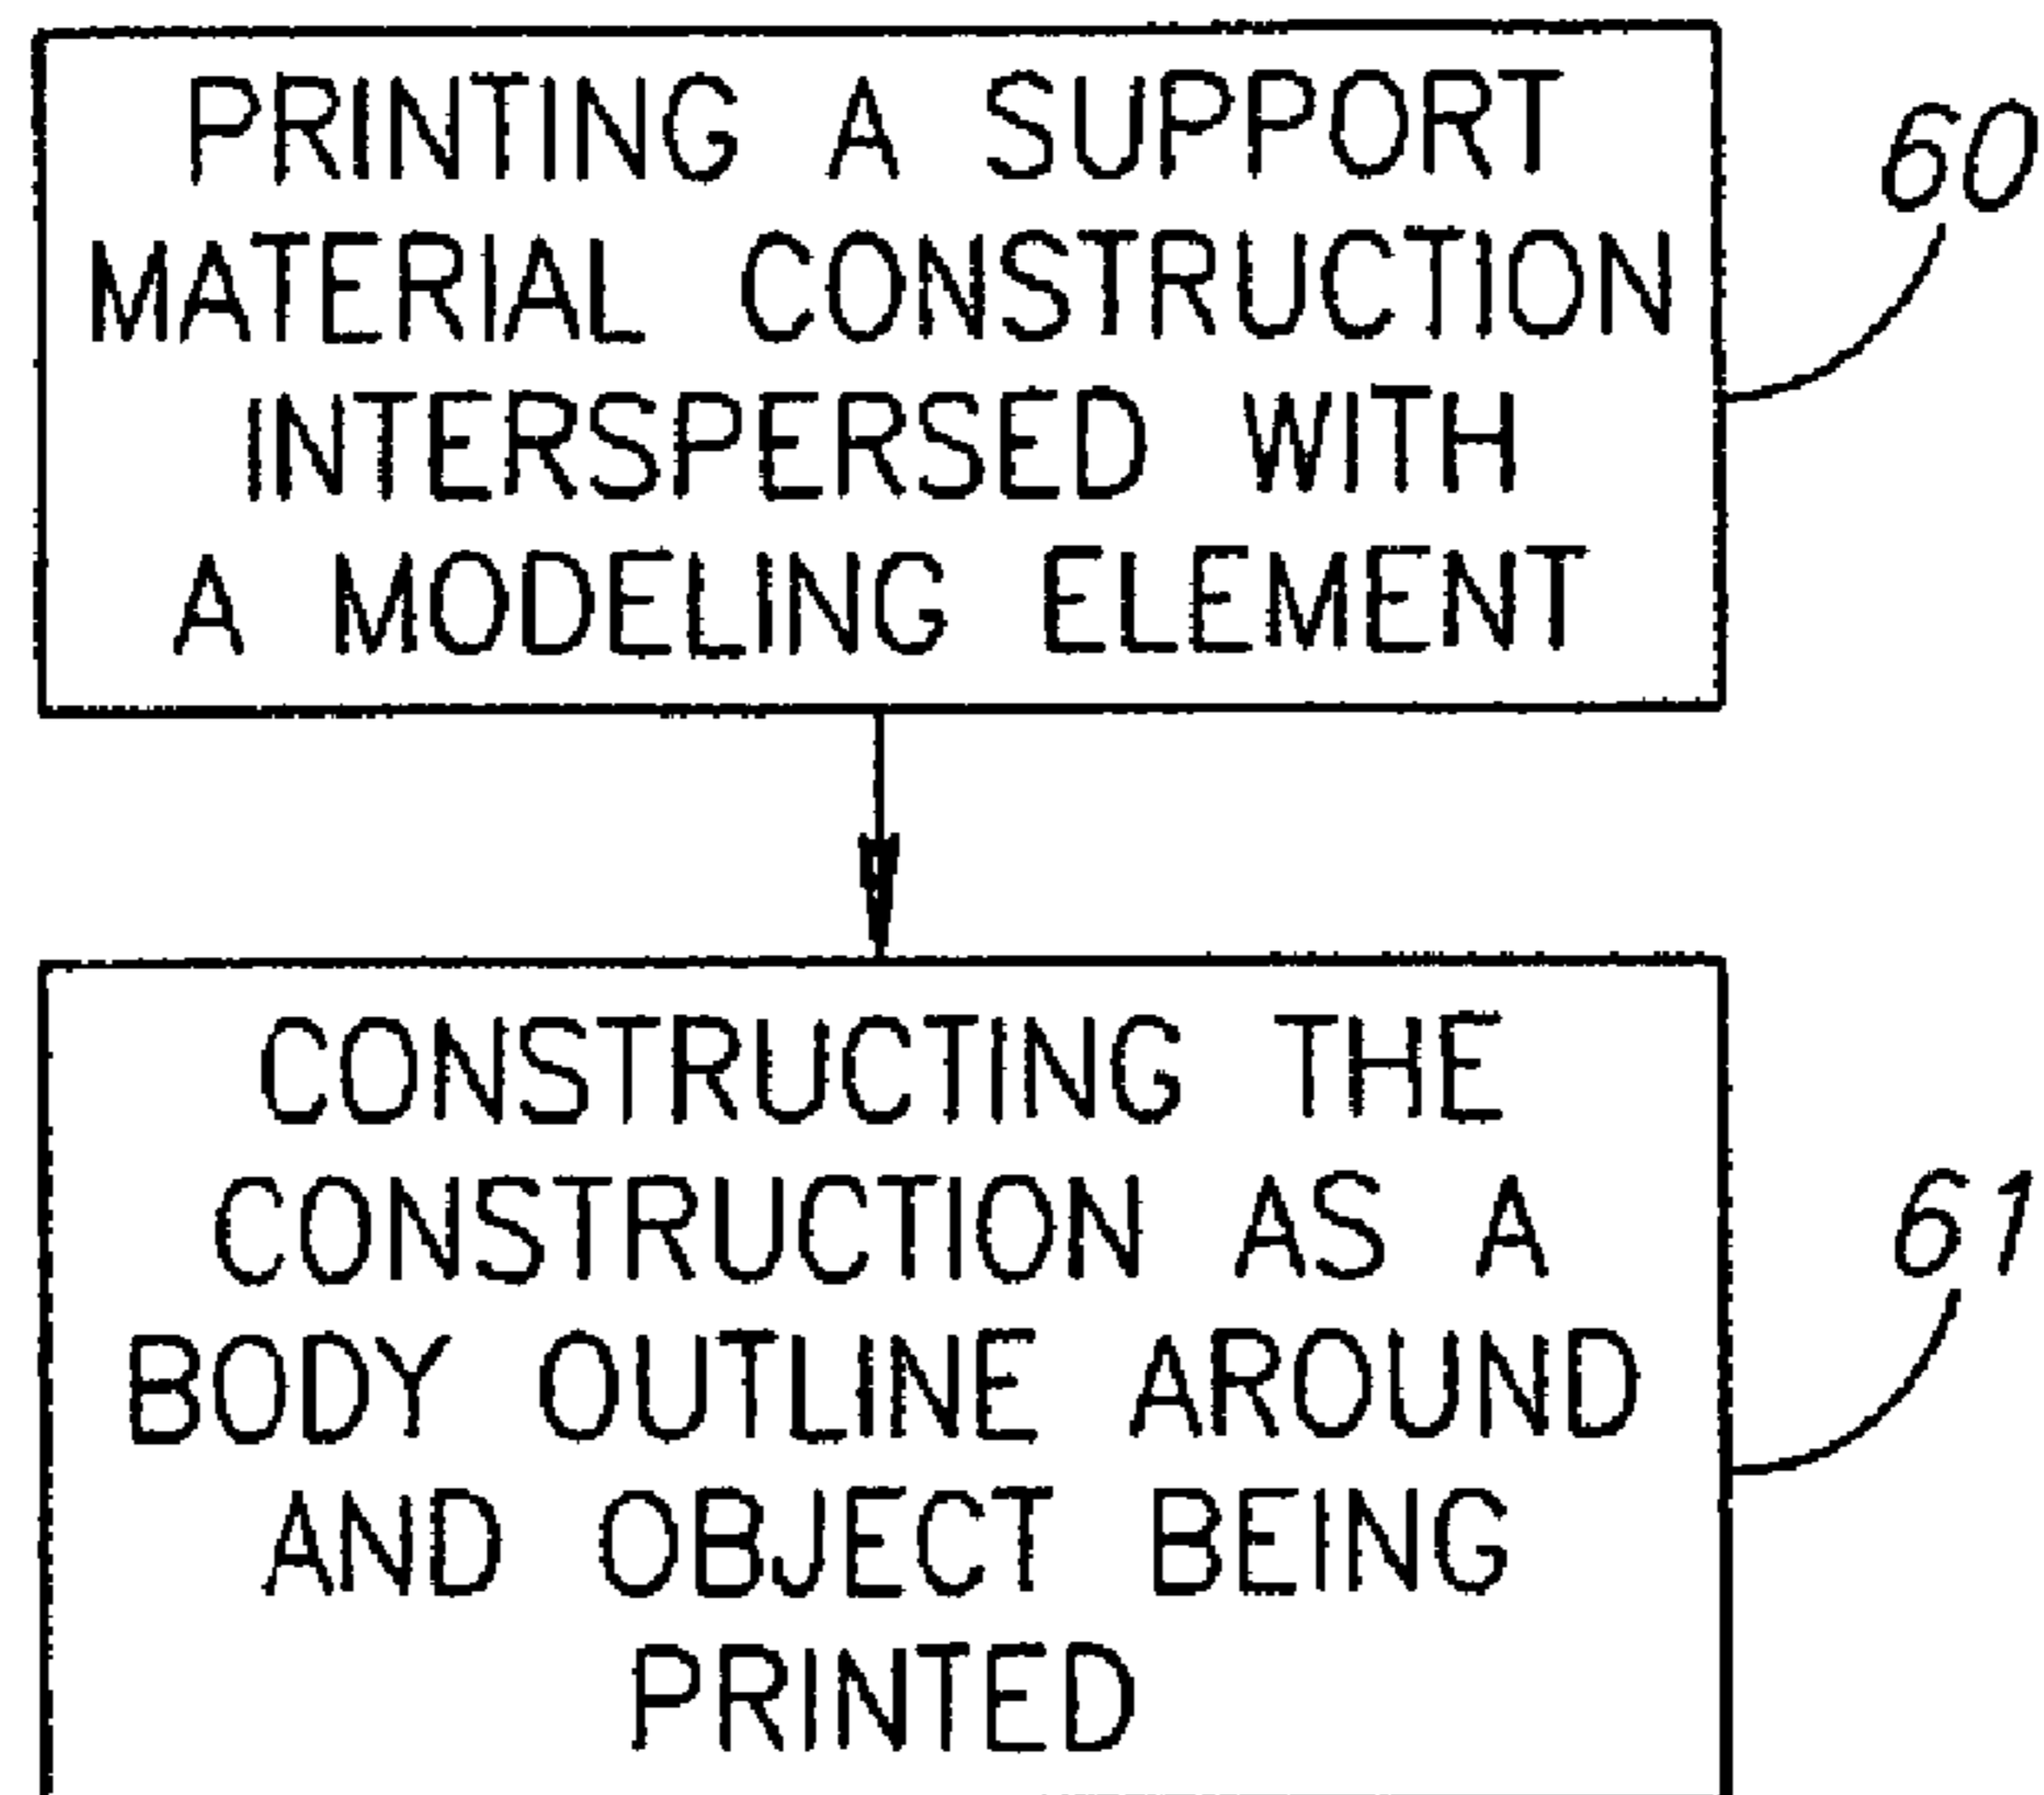 PRINTING A SUPPORT
MATERIAL CONSTRUCTION
INTERSPERSED WITH
A MODELING ELEMENT
60
CONSTRUCTING THE
CONSTRUCTION AS A
BODY OUTLINE AROUND
AND OBJECT BEING
PRINTED
61